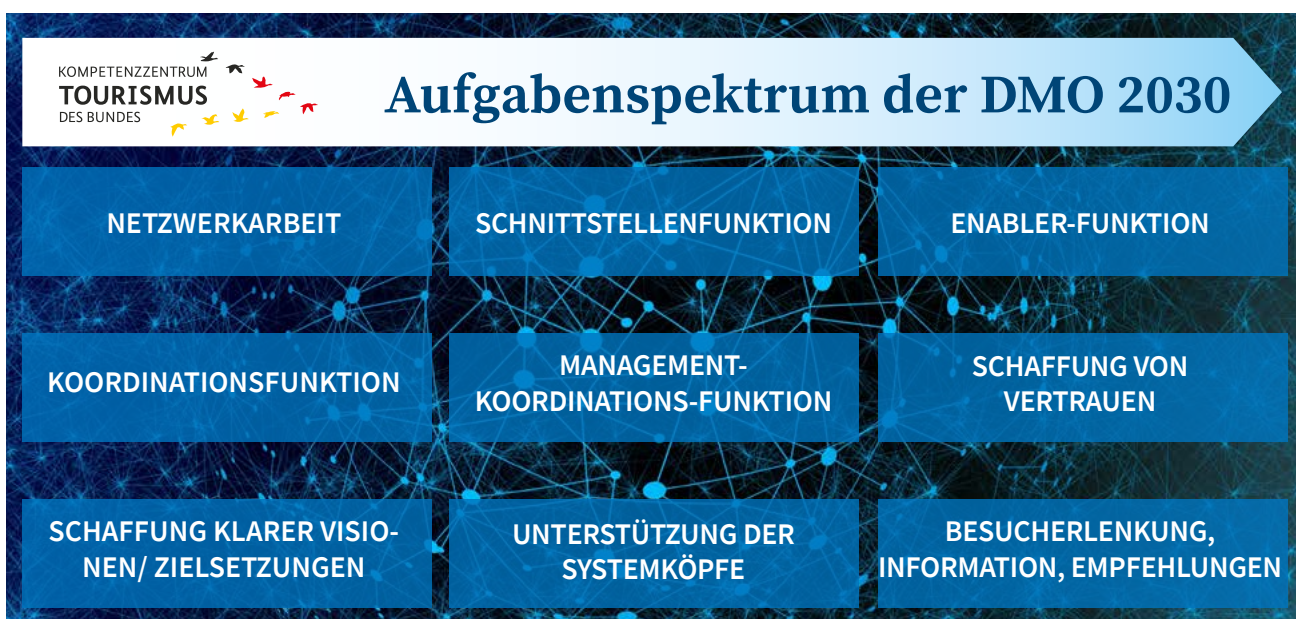 KOMPETENZZENTRUM
TOURISMUS
DES BUNDES
Aufgabenspektrum der DMO 2030
NETZWERKARBEIT
SCHNITTSTELLENFUNKTION
ENABLER-FUNKTION
KOORDINATIONSFUNKTION
MANAGEMENT-
KOORDINATIONS-FUNKTION
SCHAFFUNG VON
VERTRAUEN
SCHAFFUNG KLARER VISIO-
NEN/ ZIELSETZUNGEN
UNTERSTÜTZUNG DER
SYSTEMKÖPFE
BESUCHERLENKUNG,
INFORMATION, EMPFEHLUNGEN